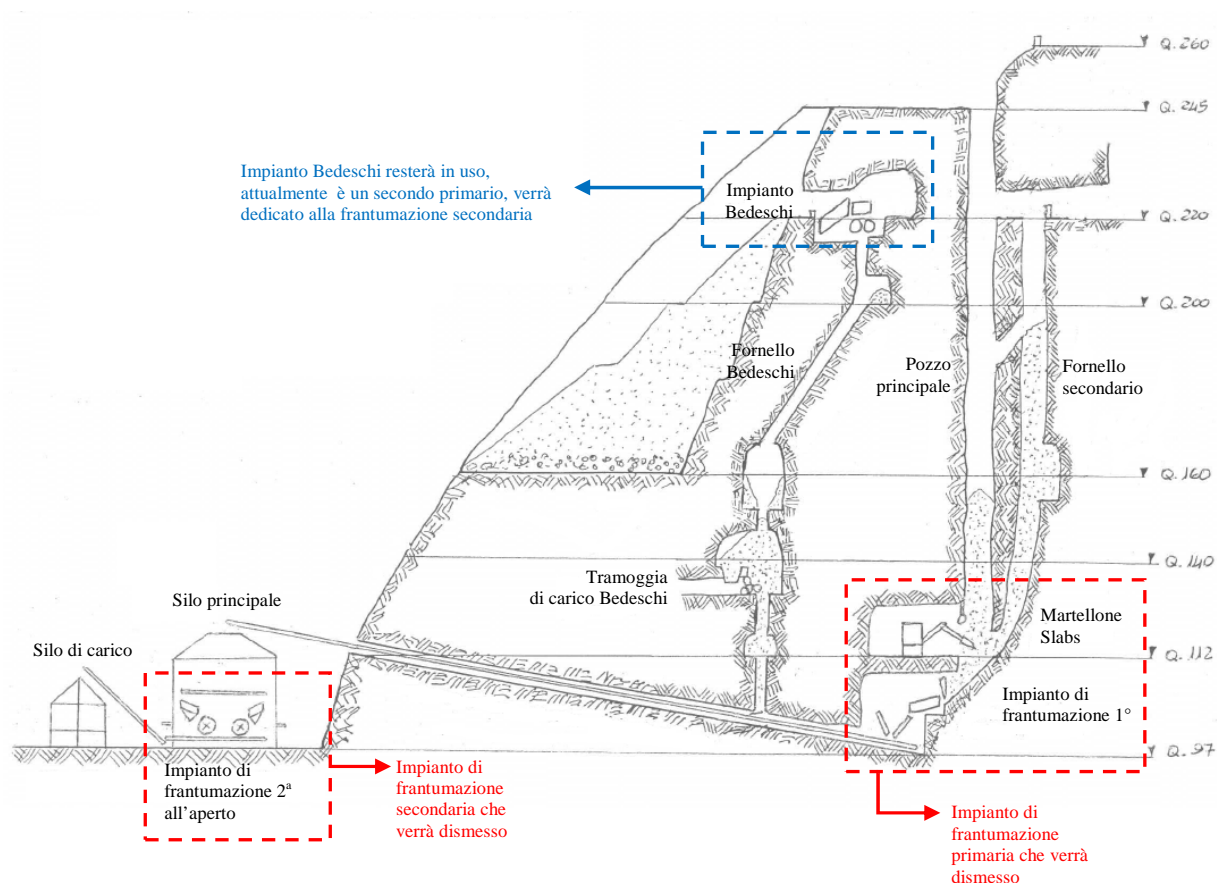 Q. 260
Q. 245
Impianto Bedeschi resterà in uso,
attualmente è un secondo primario, verrà
dedicato alla frantumazione secondaria
Impianto
Bedeschi
Q. 220
Q. 200
Fornello
Bedeschi
Pozzo
principale
Fornello
secondario
Q. 160
Q. 140
Tramoggia
di carico Bedeschi
Silo principale
Silo di carico
Martellone
Slabs
Q. 112
Impianto di
frantumazione 1°
Q. 97
Impianto di
frantumazione 2ª
all'aperto
Impianto di
frantumazione
secondaria che
verrà dismesso
Impianto di
frantumazione
primaria che verrà
dismesso